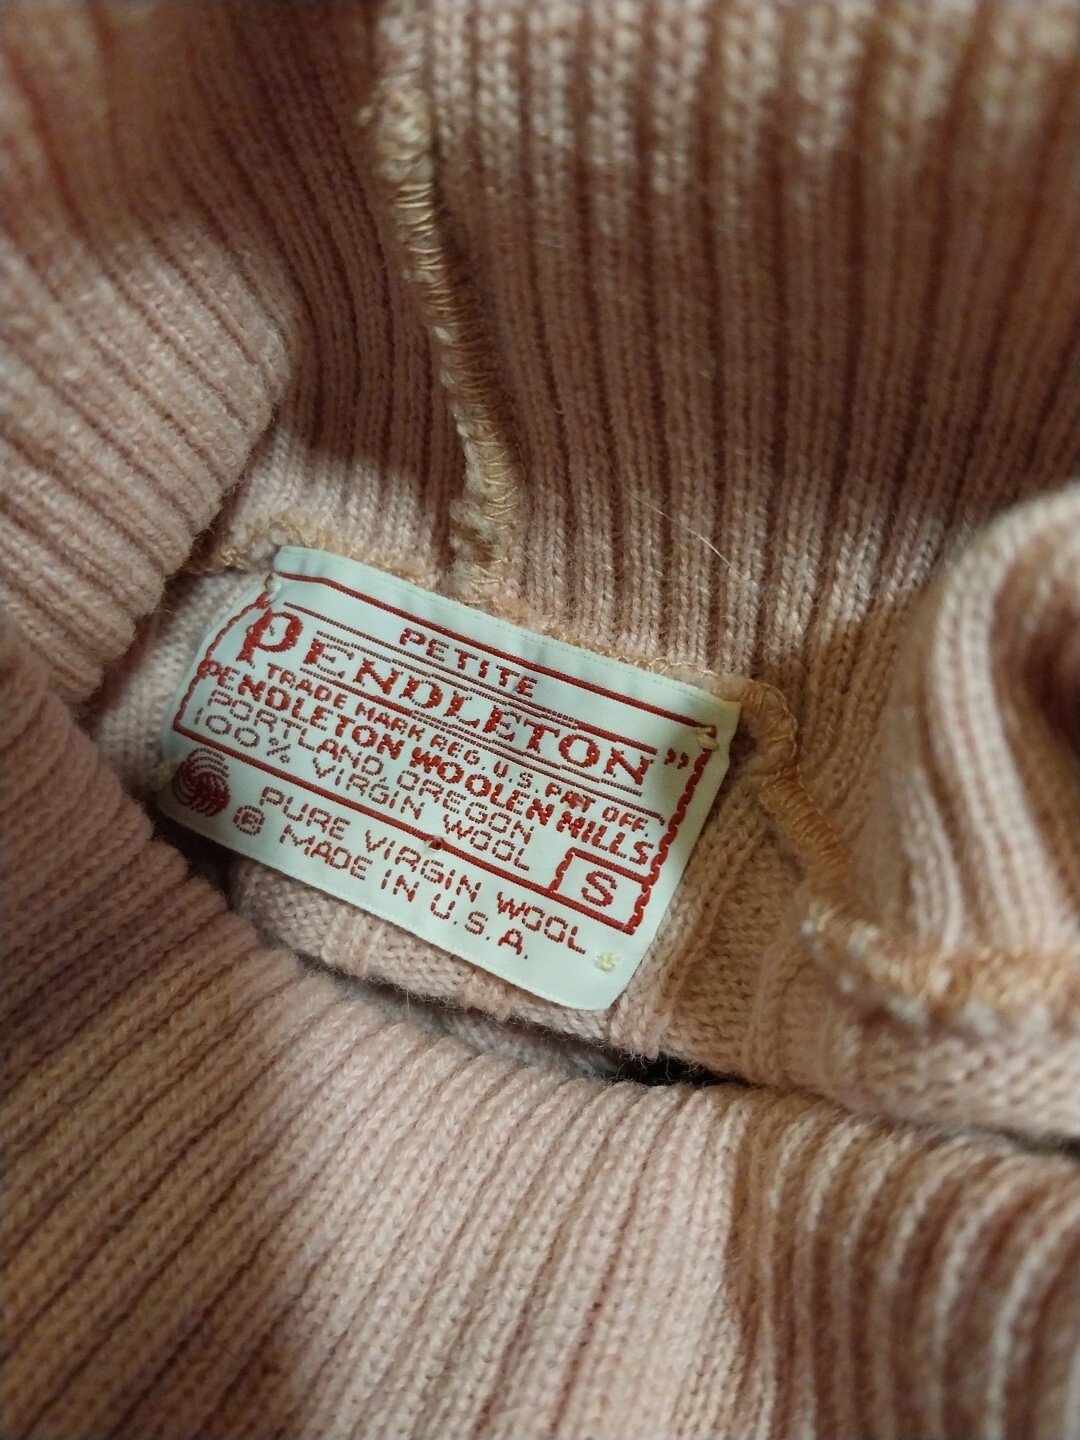 PETITE
PENDLETON"
TRADE MARK REG. U.S. PAT. OFF.
PENDLETON WOOLEN MILLS
PORTLAND, OREGON
100% VIRGIN WOOL
S
PURE VIRGIN WOOL
® MADE IN U.S.A.